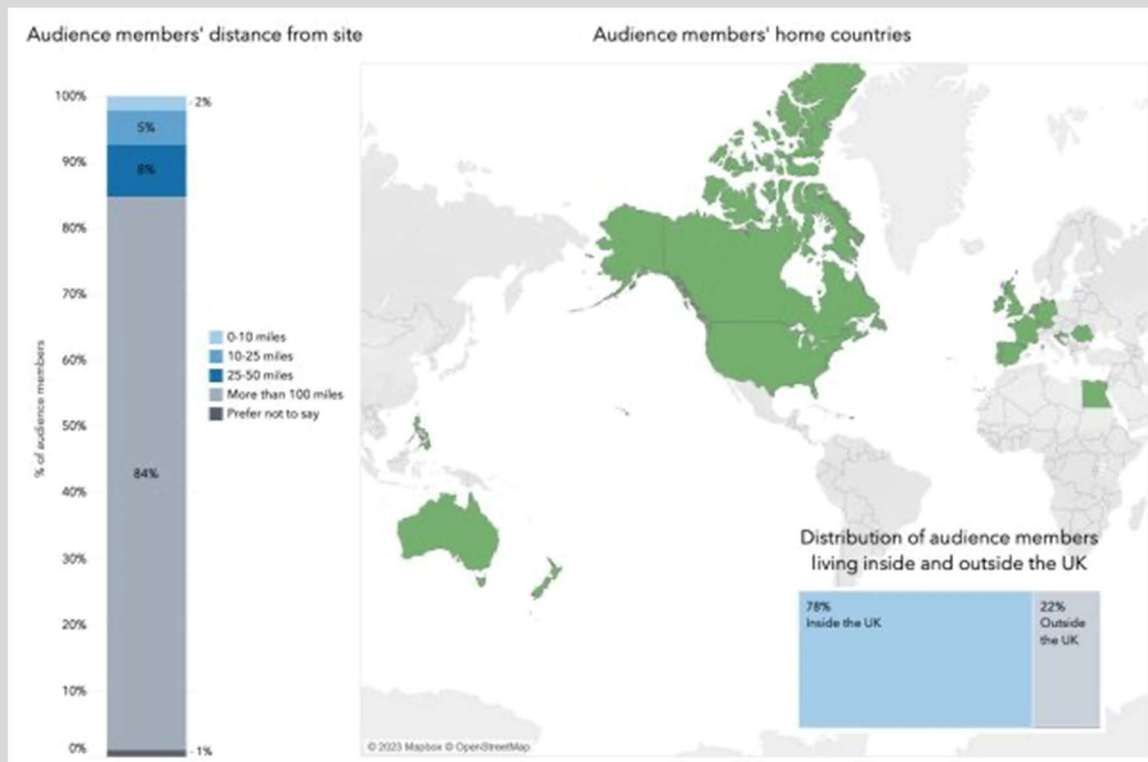 Audience members' distance from site
Audience members' home countries
100%
90%
80%
70%
60%
50%
40%
30%
20%
10%
0%
% of audience members
2%
5%
8%
84%
1%
0-10 miles
10-25 miles
25-50 miles
More than 100 miles
Prefer not to say
Distribution of audience members
living inside and outside the UK
78%
Inside the UK
22%
Outside
the UK
© 2023 Mapbox © OpenStreetMap